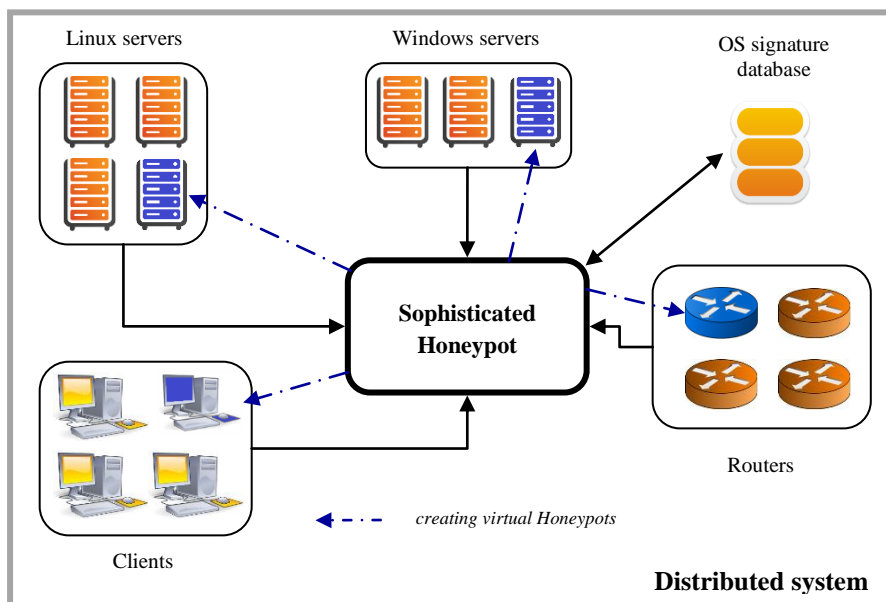 Linux servers
Windows servers
OS signature
database
Sophisticated
Honeypot
Routers
creating virtual Honeypots
Clients
Distributed system